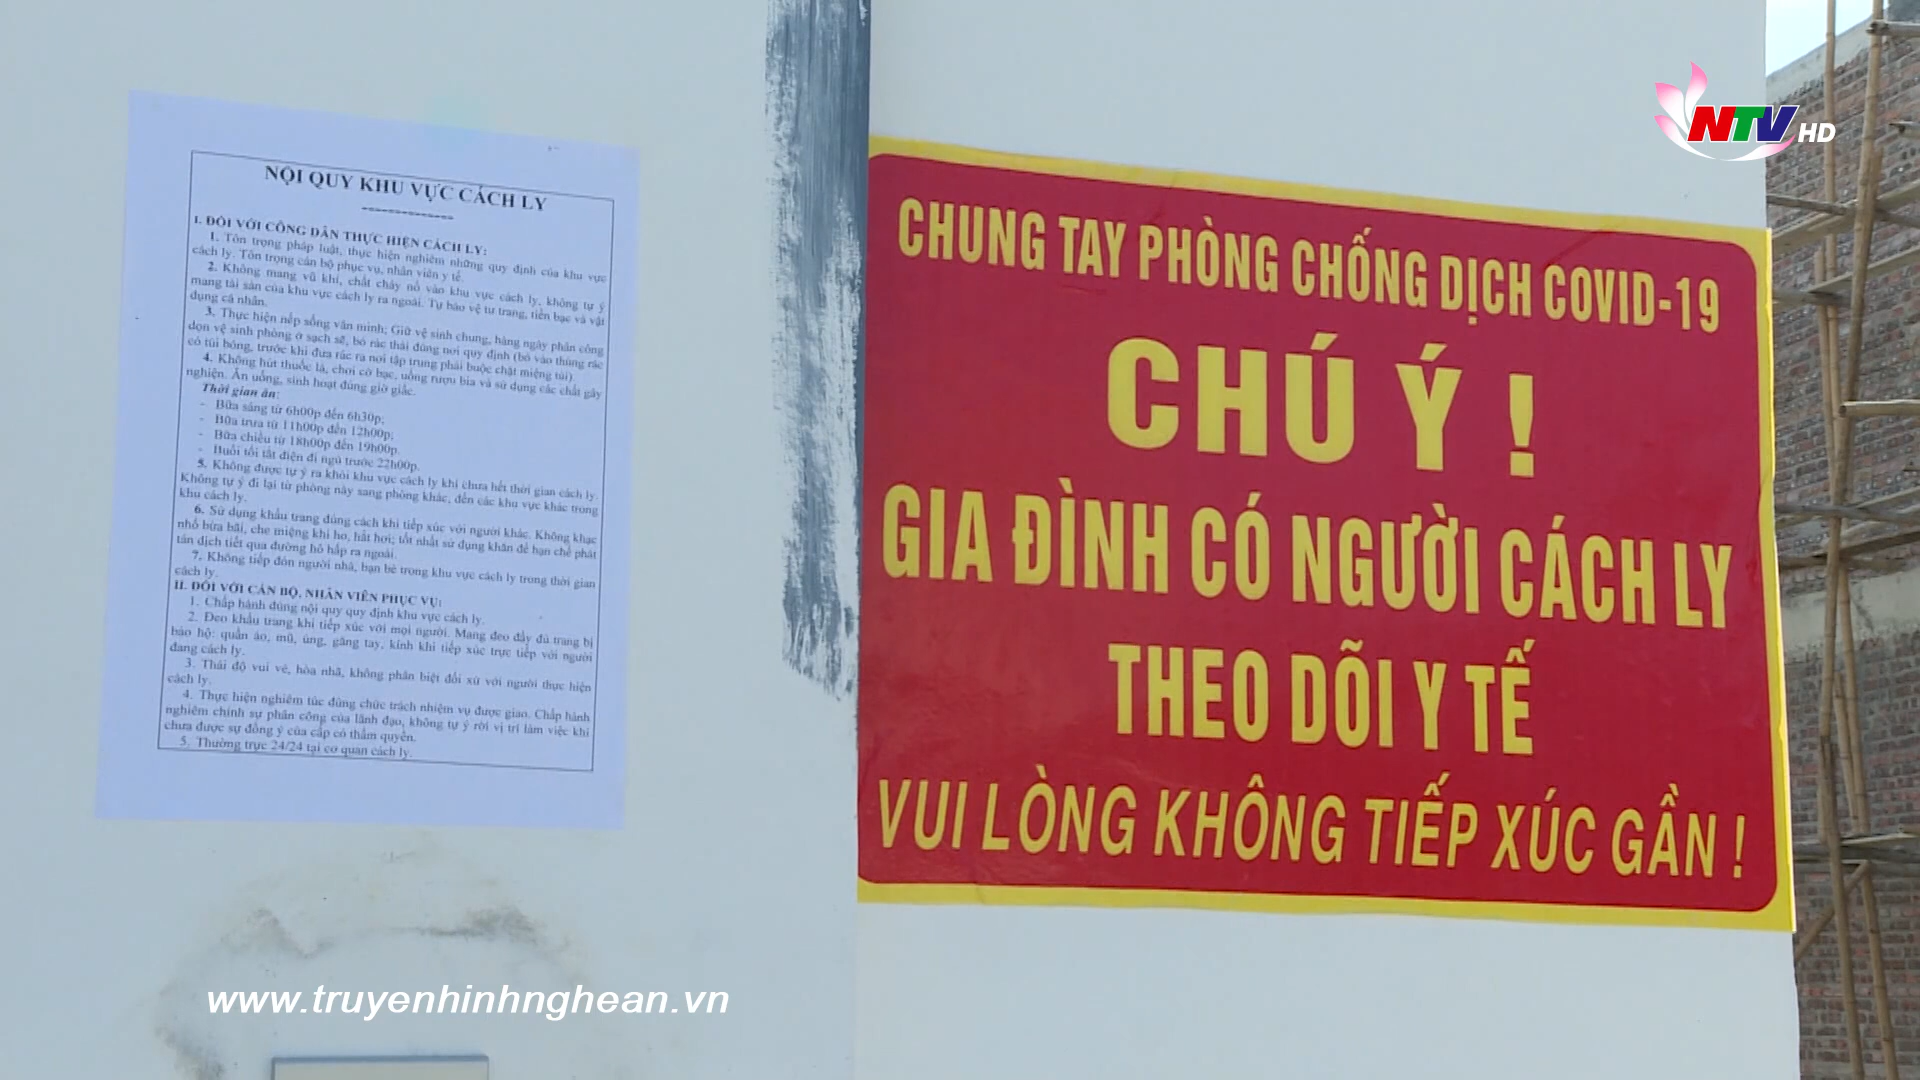 NỘI QUY KHU VỰC CÁCH LY
I. ĐỐI VỚI CÔNG DÂN THỰC HIỆN CÁCH LY:
1. Tôn trọng pháp luật, thực hiện nghiêm những quy định của khu vực
cách ly. Tôn trọng cán bộ phục vụ, nhân viên y tế.
2. Không mang vũ khí, chất cháy nổ vào khu vực cách ly, không tự ý
mang tài sản của khu vực cách ly ra ngoài. Tự bảo vệ tư trang, tiền bạc và vật
dụng cá nhân.
3. Thực hiện nếp sống văn minh; Giữ vệ sinh chung, hàng ngày phân công
dọn vệ sinh phòng ở sạch sẽ, bỏ rác thải đúng nơi quy định (bỏ vào thùng rác
có túi bóng, trước khi đưa rác ra nơi tập trung phải buộc chặt miệng túi)
4. Không hút thuốc lá, chơi cờ bạc, uống rượu bia và sử dụng các chất gây
nghiện. Ăn uống, sinh hoạt đúng giờ giấc.
Thời gian ăn:
- Bữa sáng từ 6h00p đến 6h30p;
- Bữa trưa từ 11h00p đến 12h00p;
- Bữa chiều từ 18h00p đến 19h00p.
- Buổi tối tắt điện đi ngủ trước 22h00p.
5. Không được tự ý ra khỏi khu vực cách ly khi chưa hết thời gian cách ly.
Không tự ý đi lại từ phòng này sang phòng khác, đến các khu vực khác trong
khu cách ly.
6. Sử dụng khẩu trang đúng cách khi tiếp xúc với người khác. Không khạc
nhổ bừa bãi, che miệng khi ho, hắt hơi; tốt nhất sử dụng khăn để hạn chế phát
tán dịch tiết qua đường hô hấp ra ngoài.
7. Không tiếp đón người nhà, bạn bè trong khu vực cách ly trong thời gian
cách ly.
II. ĐỐI VỚI CÁN BỘ, NHÂN VIÊN PHỤC VỤ:
1. Chấp hành đúng nội quy quy định khu vực cách ly.
2. Đeo khẩu trang khi tiếp xúc với mọi người. Mang đeo đầy đủ trang bị
bảo hộ: quần áo, mũ, ủng, găng tay, kính khi tiếp xúc trực tiếp với người
đang cách ly.
3. Thái độ vui vẻ, hòa nhã, không phân biệt đối xử với người thực hiện
cách ly.
4. Thực hiện nghiêm túc đúng chức trách nhiệm vụ được giao. Chấp hành
nghiêm chỉnh sự phân công của lãnh đạo, không tự ý rời vị trí làm việc khi
chưa được sự đồng ý của cấp có thẩm quyền.
5. Thường trực 24/24 tại cơ quan cách ly.
CHUNG TAY PHÒNG CHỐNG DỊCH COVID-19
CHÚ Ý !
GIA ĐÌNH CÓ NGƯỜI CÁCH LY
THEO DÕI Y TẾ
VUI LÒNG KHÔNG TIẾP XÚC GẦN !
NTV HD
www.truyenhinhnghean.vn